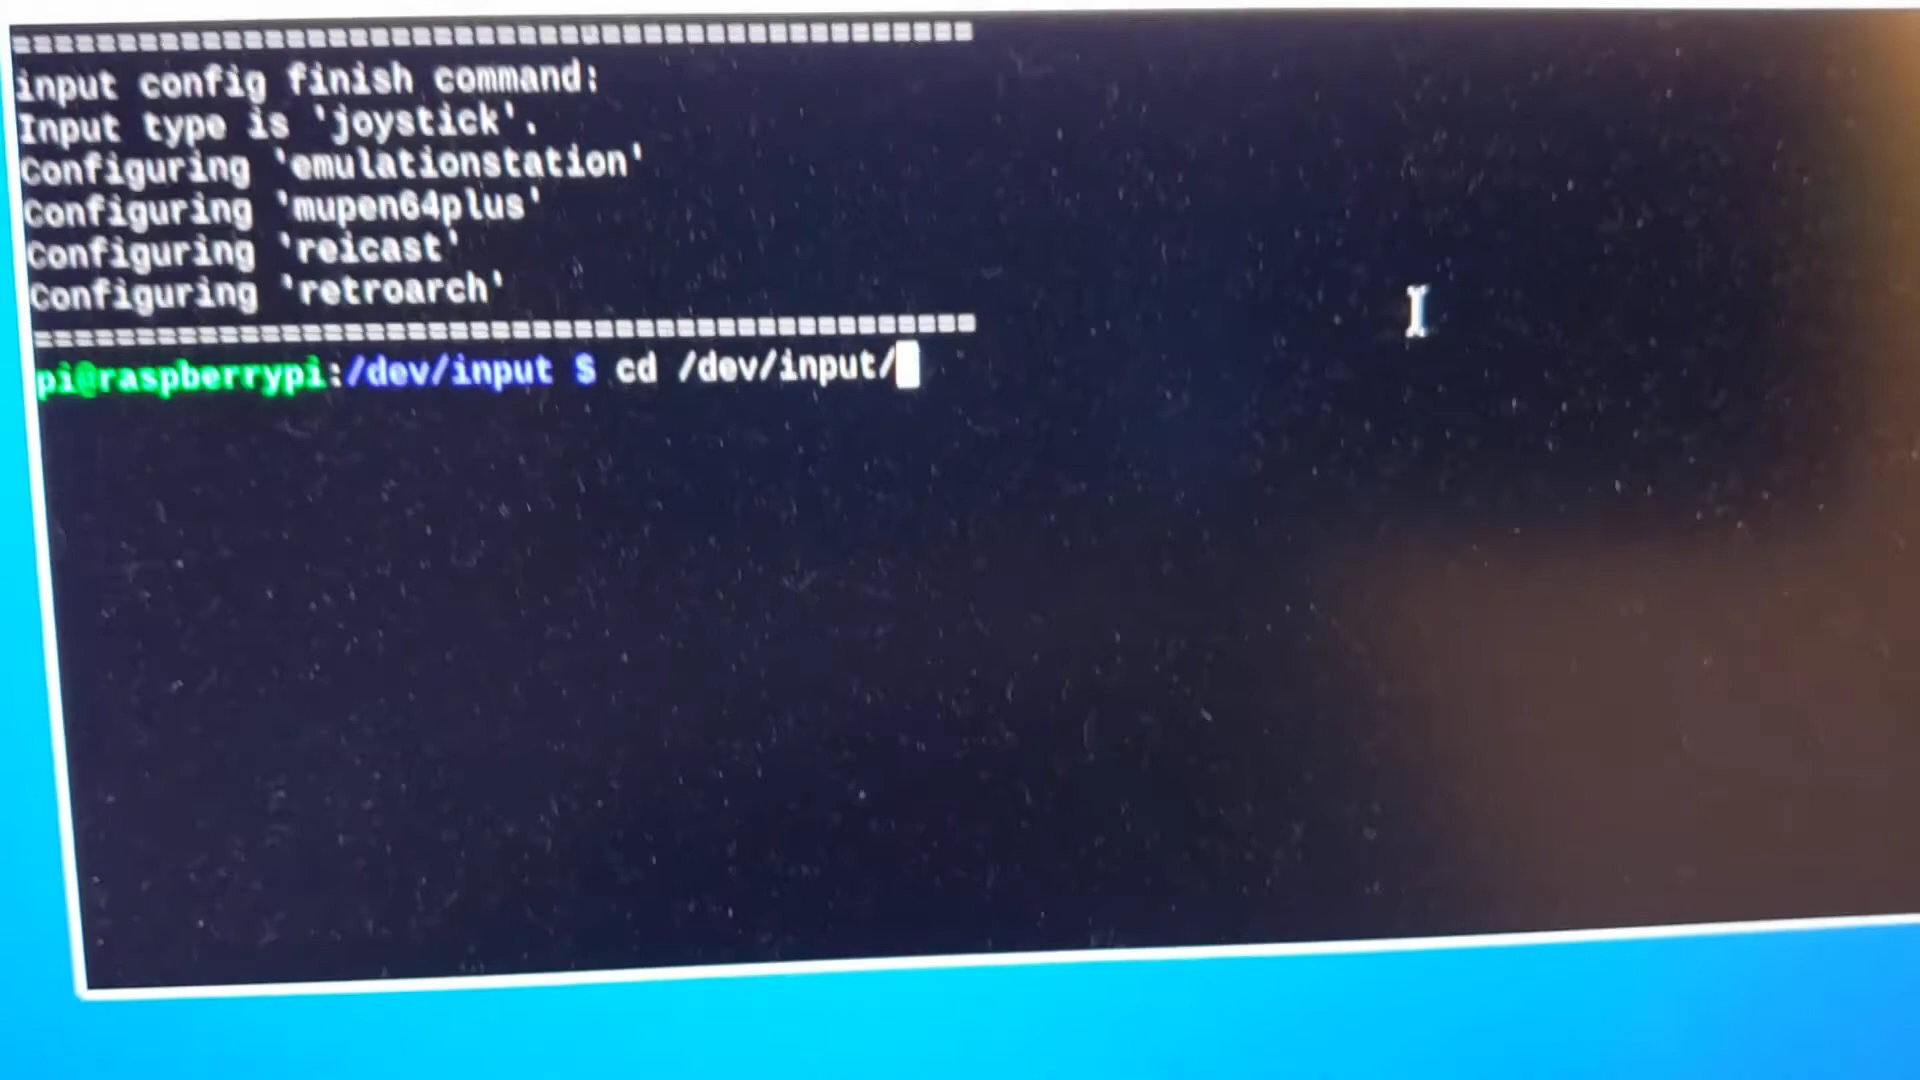 ==============================================
input config finish command:
Input type is 'joystick'.
Configuring 'emulationstation'
Configuring 'mupen64plus'
Configuring 'reicast'
Configuring 'retroarch'
==============================================
pi@raspberrypi:/dev/input $ cd /dev/input/